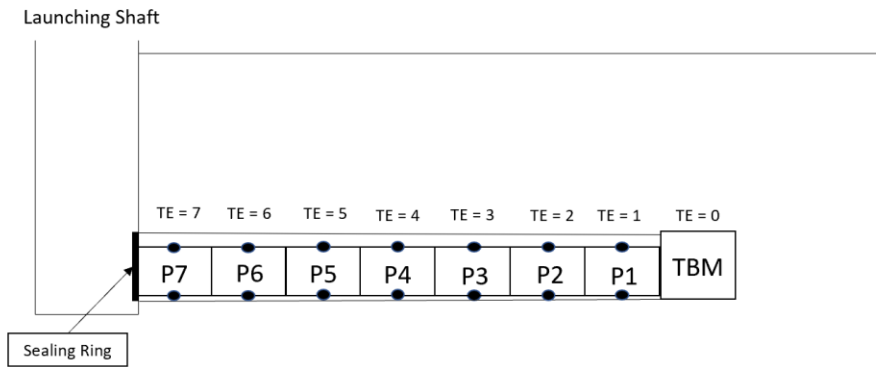 Launching Shaft
TE = 7 TE = 6 TE = 5 TE = 4 TE = 3 TE = 2 TE = 1 TE = 0
P7 P6 P5 P4 P3 P2 P1 TBM
Sealing Ring